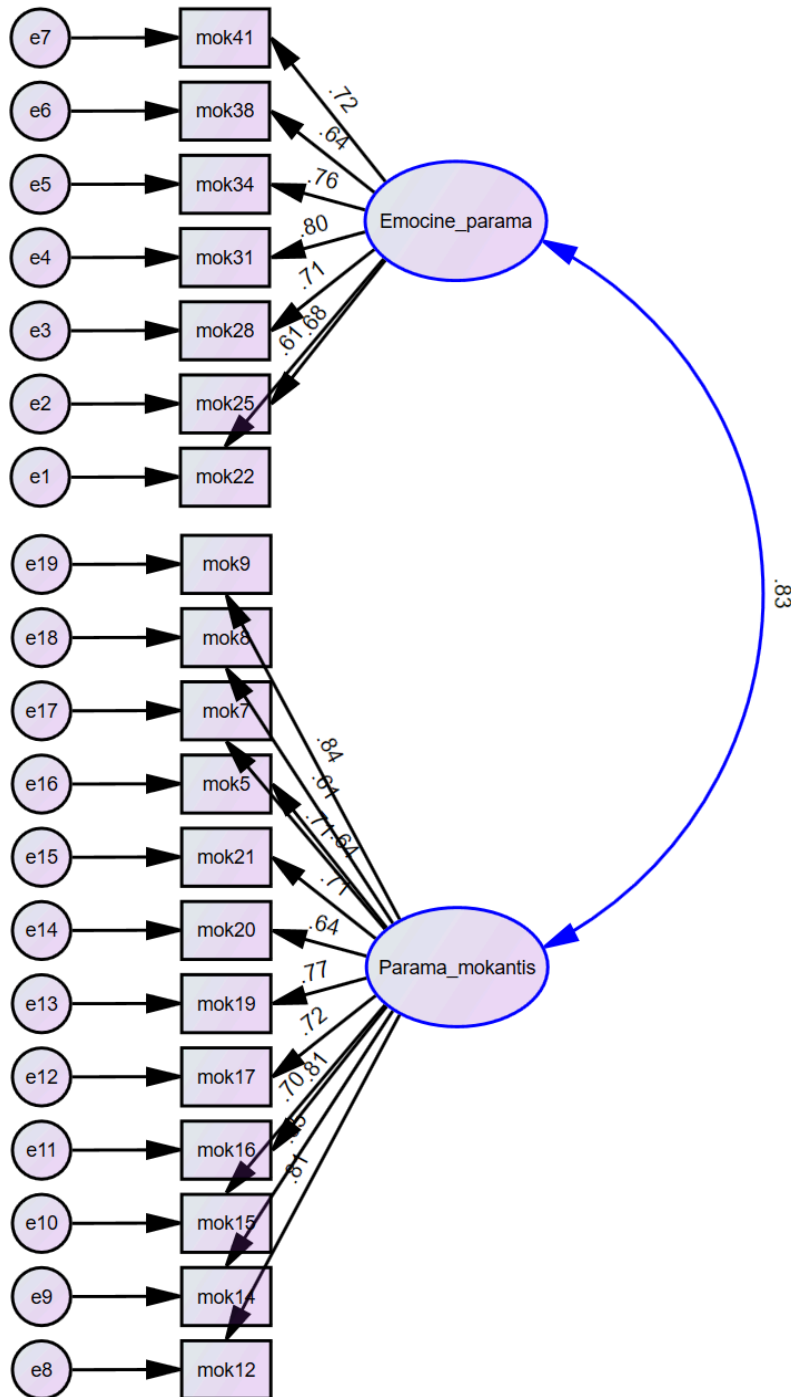 e7 mok41
.72
e6 mok38
.64
e5 mok34
.76
Emocine_parama
e4 mok31
.80
e3 mok28
.71
.61 .68
e2 mok25
e1 mok22
e19 mok9
.83
e18 mok8
e17 mok7
.84
e16 mok5
.61
.71 .64
e15 mok21
.71
e14 mok20
.64
Parama_mokantis
e13 mok19
.77
e12 mok17
.72
.70 .81
e11 mok16
.81
e10 mok15
e9 mok14
e8 mok12